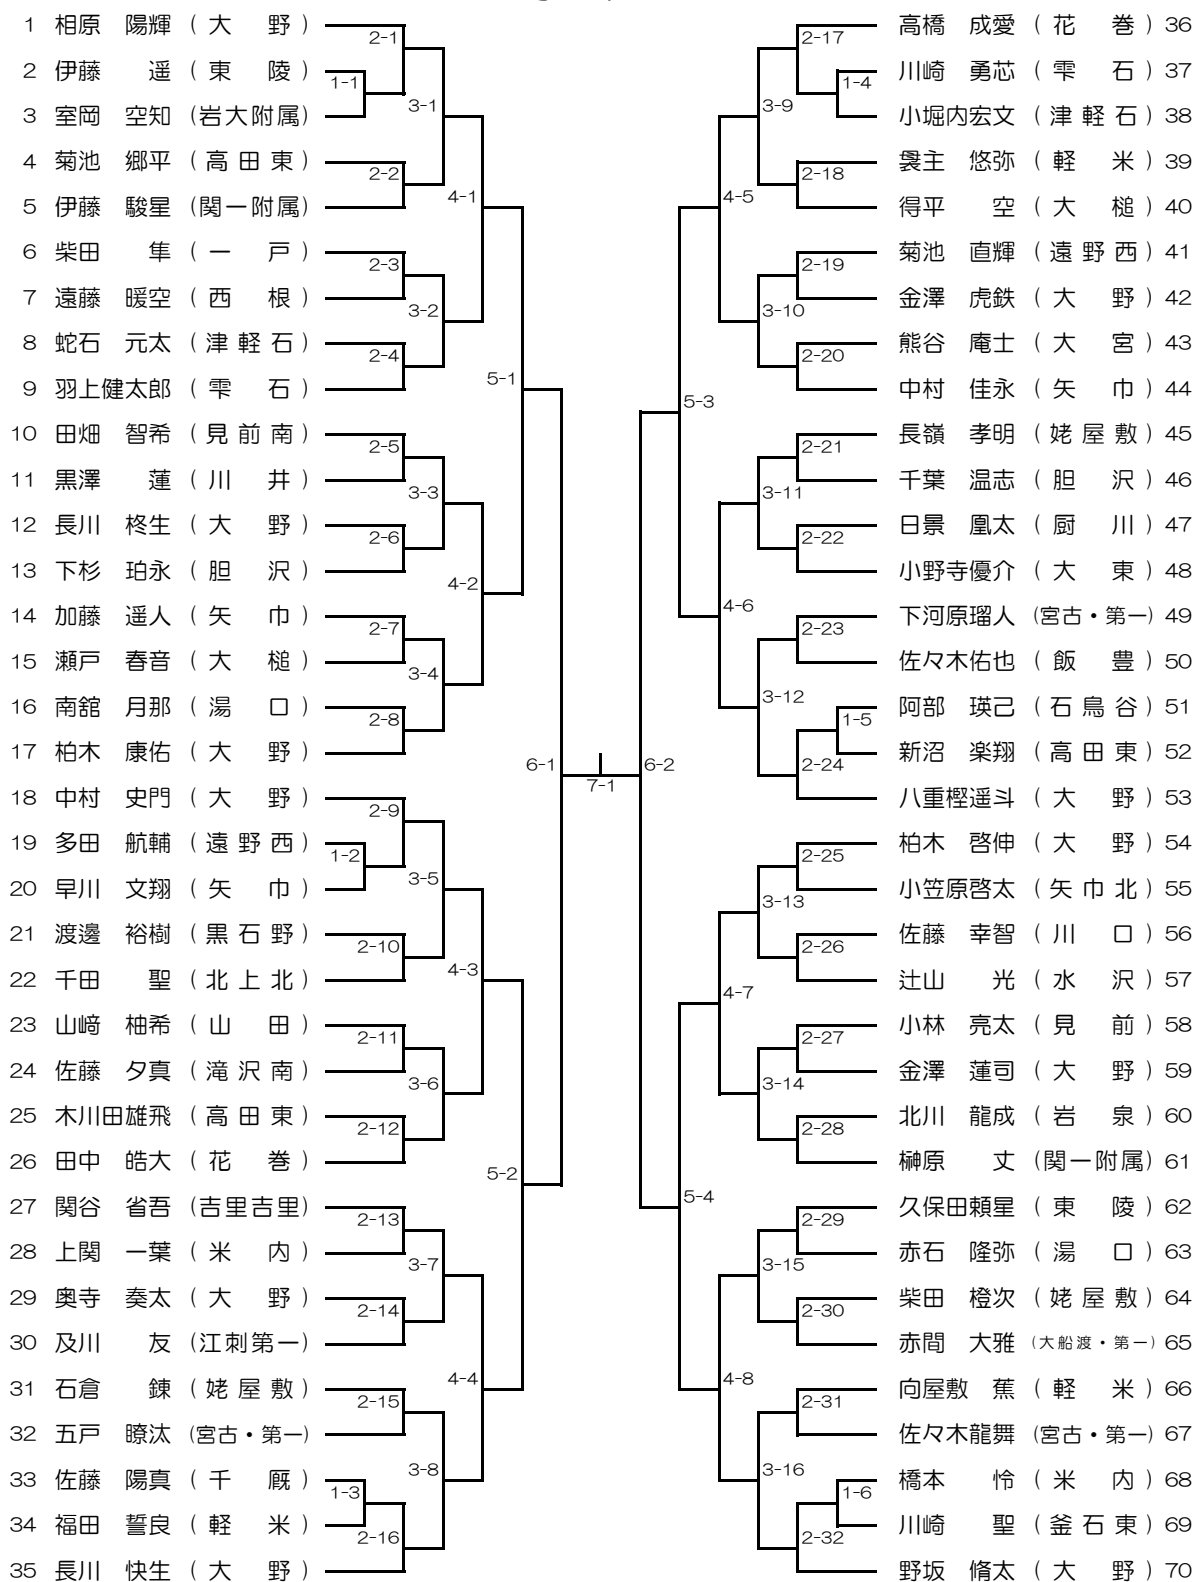 1 相原 陽輝 ( 大 野 )
2 伊藤 遥 ( 東 陵 )
3 室岡 空知 (岩大附属)
4 菊池 郷平 ( 高 田 東 )
5 伊藤 駿星 (関一附属)
6 柴田 隼 ( 一 戸 )
7 遠藤 暖空 ( 西 根 )
8 蛇石 元太 ( 津 軽 石 )
9 羽上健太郎 ( 雫 石 )
10 田畑 智希 ( 見 前 南 )
11 黒澤 蓮 ( 川 井 )
12 長川 柊生 ( 大 野 )
13 下杉 珀永 ( 胆 沢 )
14 加藤 遥人 ( 矢 巾 )
15 瀬戸 春音 ( 大 槌 )
16 南舘 月那 ( 湯 口 )
17 柏木 康佑 ( 大 野 )
18 中村 史門 ( 大 野 )
19 多田 航輔 ( 遠 野 西 )
20 早川 文翔 ( 矢 巾 )
21 渡邊 裕樹 ( 黒 石 野 )
22 千田 聖 ( 北 上 北 )
23 山﨑 柚希 ( 山 田 )
24 佐藤 夕真 ( 滝 沢 南 )
25 木川田雄飛 ( 高 田 東 )
26 田中 皓大 ( 花 巻 )
27 関谷 省吾 (吉里吉里)
28 上関 一葉 ( 米 内 )
29 奥寺 奏太 ( 大 野 )
30 及川 友 (江刺第一)
31 石倉 錬 ( 姥 屋 敷 )
32 五戸 瞭汰 (宮古・第一)
33 佐藤 陽真 ( 千 厩 )
34 福田 誓良 ( 軽 米 )
35 長川 快生 ( 大 野 )
2-1
1-1
3-1
2-2
4-1
2-3
3-2
2-4
5-1
2-5
3-3
2-6
4-2
2-7
3-4
2-8
6-1
2-9
1-2
3-5
2-10
4-3
2-11
3-6
2-12
5-2
2-13
3-7
2-14
4-4
2-15
3-8
1-3
2-16
7-1
2-17
1-4
3-9
2-18
4-5
2-19
3-10
2-20
5-3
2-21
3-11
2-22
4-6
2-23
3-12
1-5
2-24
6-2
2-25
3-13
2-26
4-7
2-27
3-14
2-28
5-4
2-29
3-15
2-30
4-8
2-31
3-16
1-6
2-32
高橋 成愛 ( 花 巻 ) 36
川崎 勇芯 ( 雫 石 ) 37
小堀内宏文 ( 津 軽 石 ) 38
袰主 悠弥 ( 軽 米 ) 39
得平 空 ( 大 槌 ) 40
菊池 直輝 ( 遠 野 西 ) 41
金澤 虎鉄 ( 大 野 ) 42
熊谷 庵士 ( 大 宮 ) 43
中村 佳永 ( 矢 巾 ) 44
長嶺 孝明 ( 姥 屋 敷 ) 45
千葉 温志 ( 胆 沢 ) 46
日景 凰太 ( 厨 川 ) 47
小野寺優介 ( 大 東 ) 48
下河原瑠人 (宮古・第一) 49
佐々木佑也 ( 飯 豊 ) 50
阿部 瑛己 ( 石 鳥 谷 ) 51
新沼 楽翔 ( 高 田 東 ) 52
八重樫遥斗 ( 大 野 ) 53
柏木 啓伸 ( 大 野 ) 54
小笠原啓太 ( 矢 巾 北 ) 55
佐藤 幸智 ( 川 口 ) 56
辻山 光 ( 水 沢 ) 57
小林 亮太 ( 見 前 ) 58
金澤 蓮司 ( 大 野 ) 59
北川 龍成 ( 岩 泉 ) 60
榊原 丈 (関一附属) 61
久保田頼星 ( 東 陵 ) 62
赤石 隆弥 ( 湯 口 ) 63
柴田 橙次 ( 姥 屋 敷 ) 64
赤間 大雅 (大船渡・第一) 65
向屋敷 蕉 ( 軽 米 ) 66
佐々木龍舞 (宮古・第一) 67
橋本 怜 ( 米 内 ) 68
川崎 聖 ( 釜 石 東 ) 69
野坂 脩太 ( 大 野 ) 70